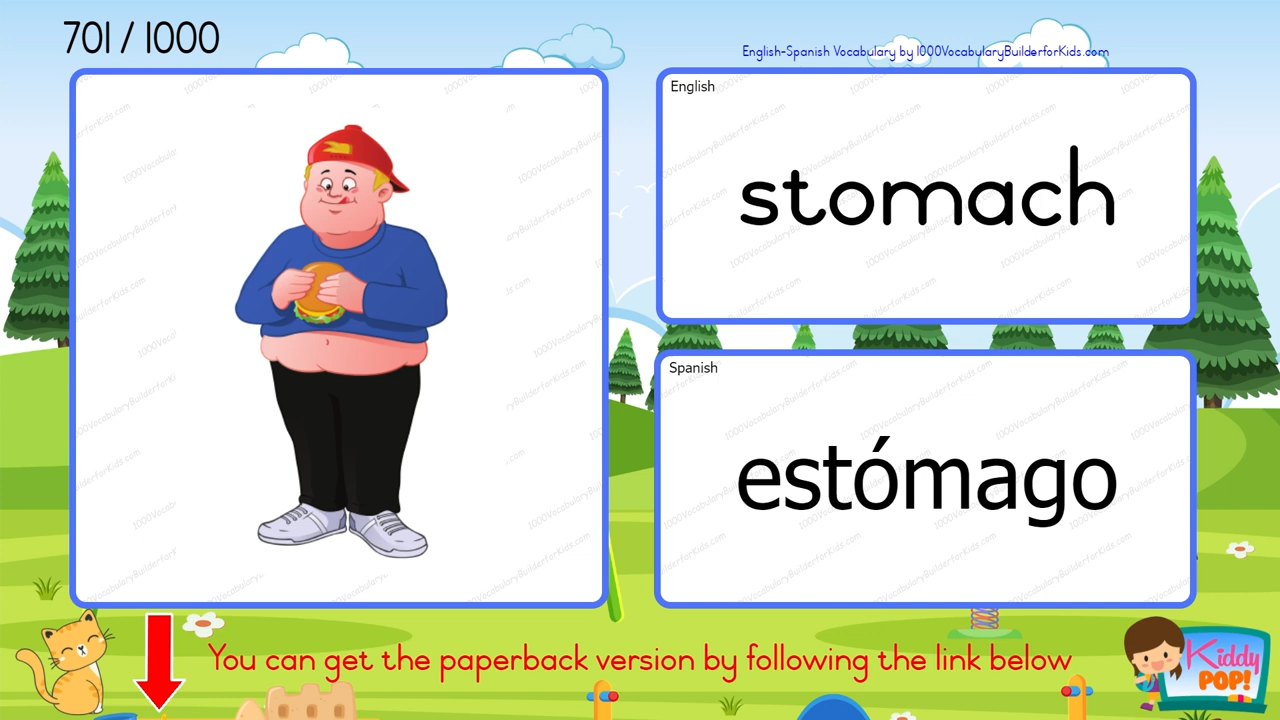 701 / 1000
English-Spanish Vocabulary by 1000VocabularyBuilderforKids.com
English
stomach
Spanish
estómago
You can get the paperback version by following the link below
Kiddy
POP!